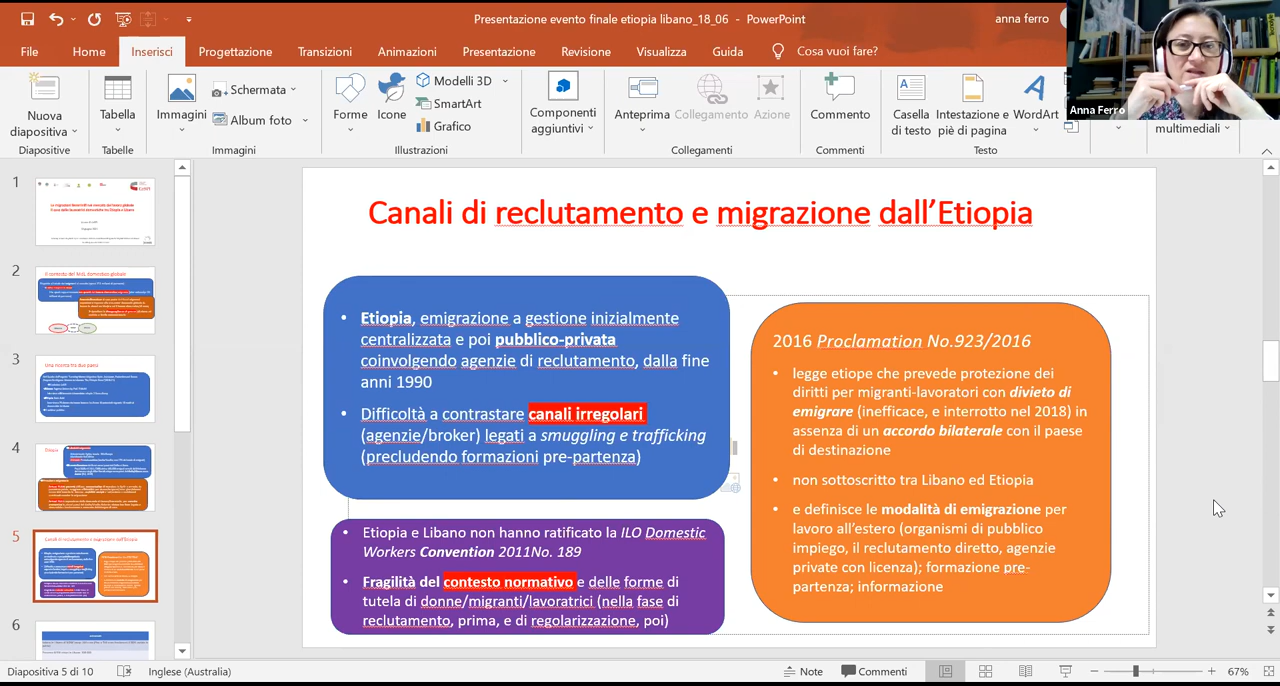 Presentazione evento finale etiopia libano_18_06 - PowerPoint
anna ferro
File Home Inserisci Progettazione Transizioni Animazioni Presentazione Revisione Visualizza Guida Cosa vuoi fare?
Anna Ferro
Nuova diapositiva
Tabella
Immagini
Schermata
Album foto
Forme
Icone
Modelli 3D
SmartArt
Grafico
Componenti aggiuntivi
Anteprima
Collegamento
Azione
Commento
Casella di testo
Intestazione e piè di pagina
WordArt
multimediali
Diapositive
Tabelle
Immagini
Illustrazioni
Collegamenti
Commenti
Testo
1
2
3
4
5
6
Canali di reclutamento e migrazione dall'Etiopia
• Etiopia, emigrazione a gestione inizialmente
centralizzata e poi pubblico-privata
coinvolgendo agenzie di reclutamento, dalla fine
anni 1990
• Difficoltà a contrastare canali irregolari
(agenzie/broker) legati a smuggling e trafficking
(precludendo formazioni pre-partenza)
• Etiopia e Libano non hanno ratificato la ILO Domestic
Workers Convention 2011No. 189
• Fragilità del contesto normativo e delle forme di
tutela di donne/migranti/lavoratrici (nella fase di
reclutamento, prima, e di regolarizzazione, poi)
2016 Proclamation No.923/2016
• legge etiope che prevede protezione dei
diritti per migranti-lavoratori con divieto di
emigrare (inefficace, e interrotto nel 2018) in
assenza di un accordo bilaterale con il paese
di destinazione
• non sottoscritto tra Libano ed Etiopia
• e definisce le modalità di emigrazione per
lavoro all'estero (organismi di pubblico
impiego, il reclutamento diretto, agenzie
private con licenza); formazione pre-
partenza; informazione
Diapositiva 5 di 10
Inglese (Australia)
Note
Commenti
67%